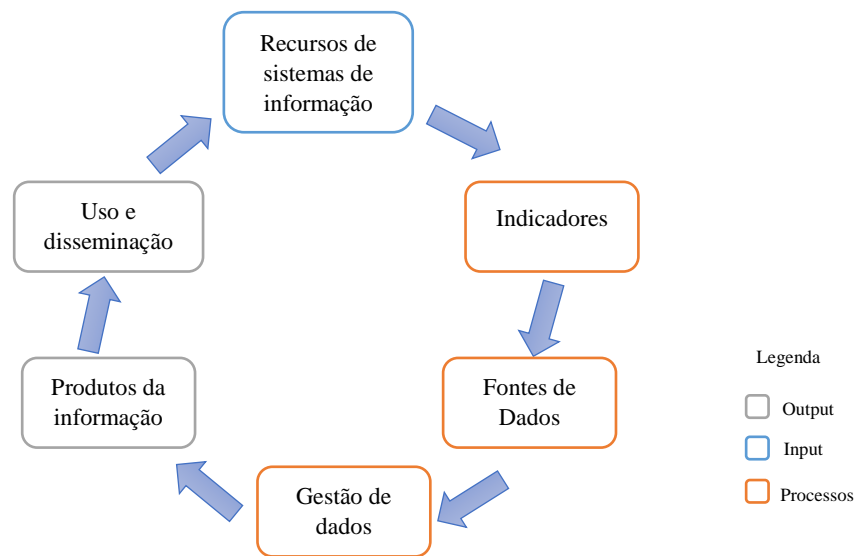 Recursos de
sistemas de
informação
Indicadores
Fontes de
Dados
Gestão de
dados
Produtos da
informação
Uso e
disseminação
Legenda
Output
Input
Processos